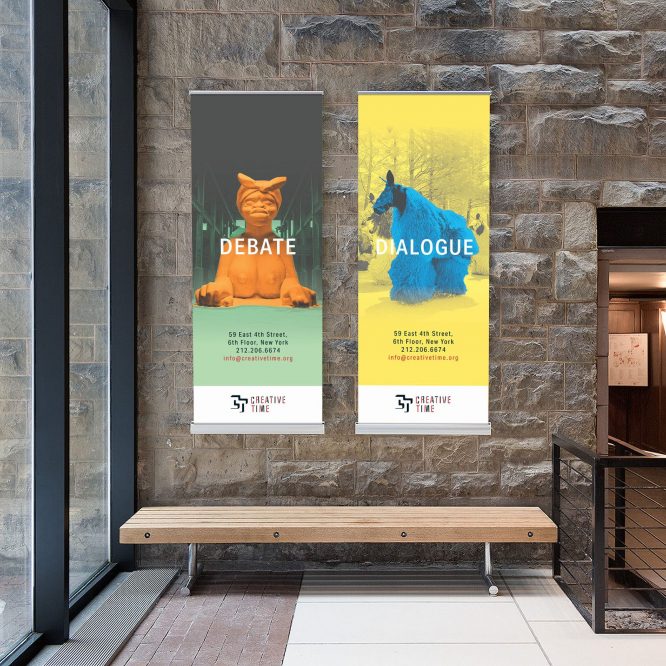 DEBATE
59 East 4th Street,
6th Floor, New York
212.206.6674
info@creativetime.org
CREATIVE
TIME
DIALOGUE
59 East 4th Street,
6th Floor, New York
212.206.6674
info@creativetime.org
CREATIVE
TIME